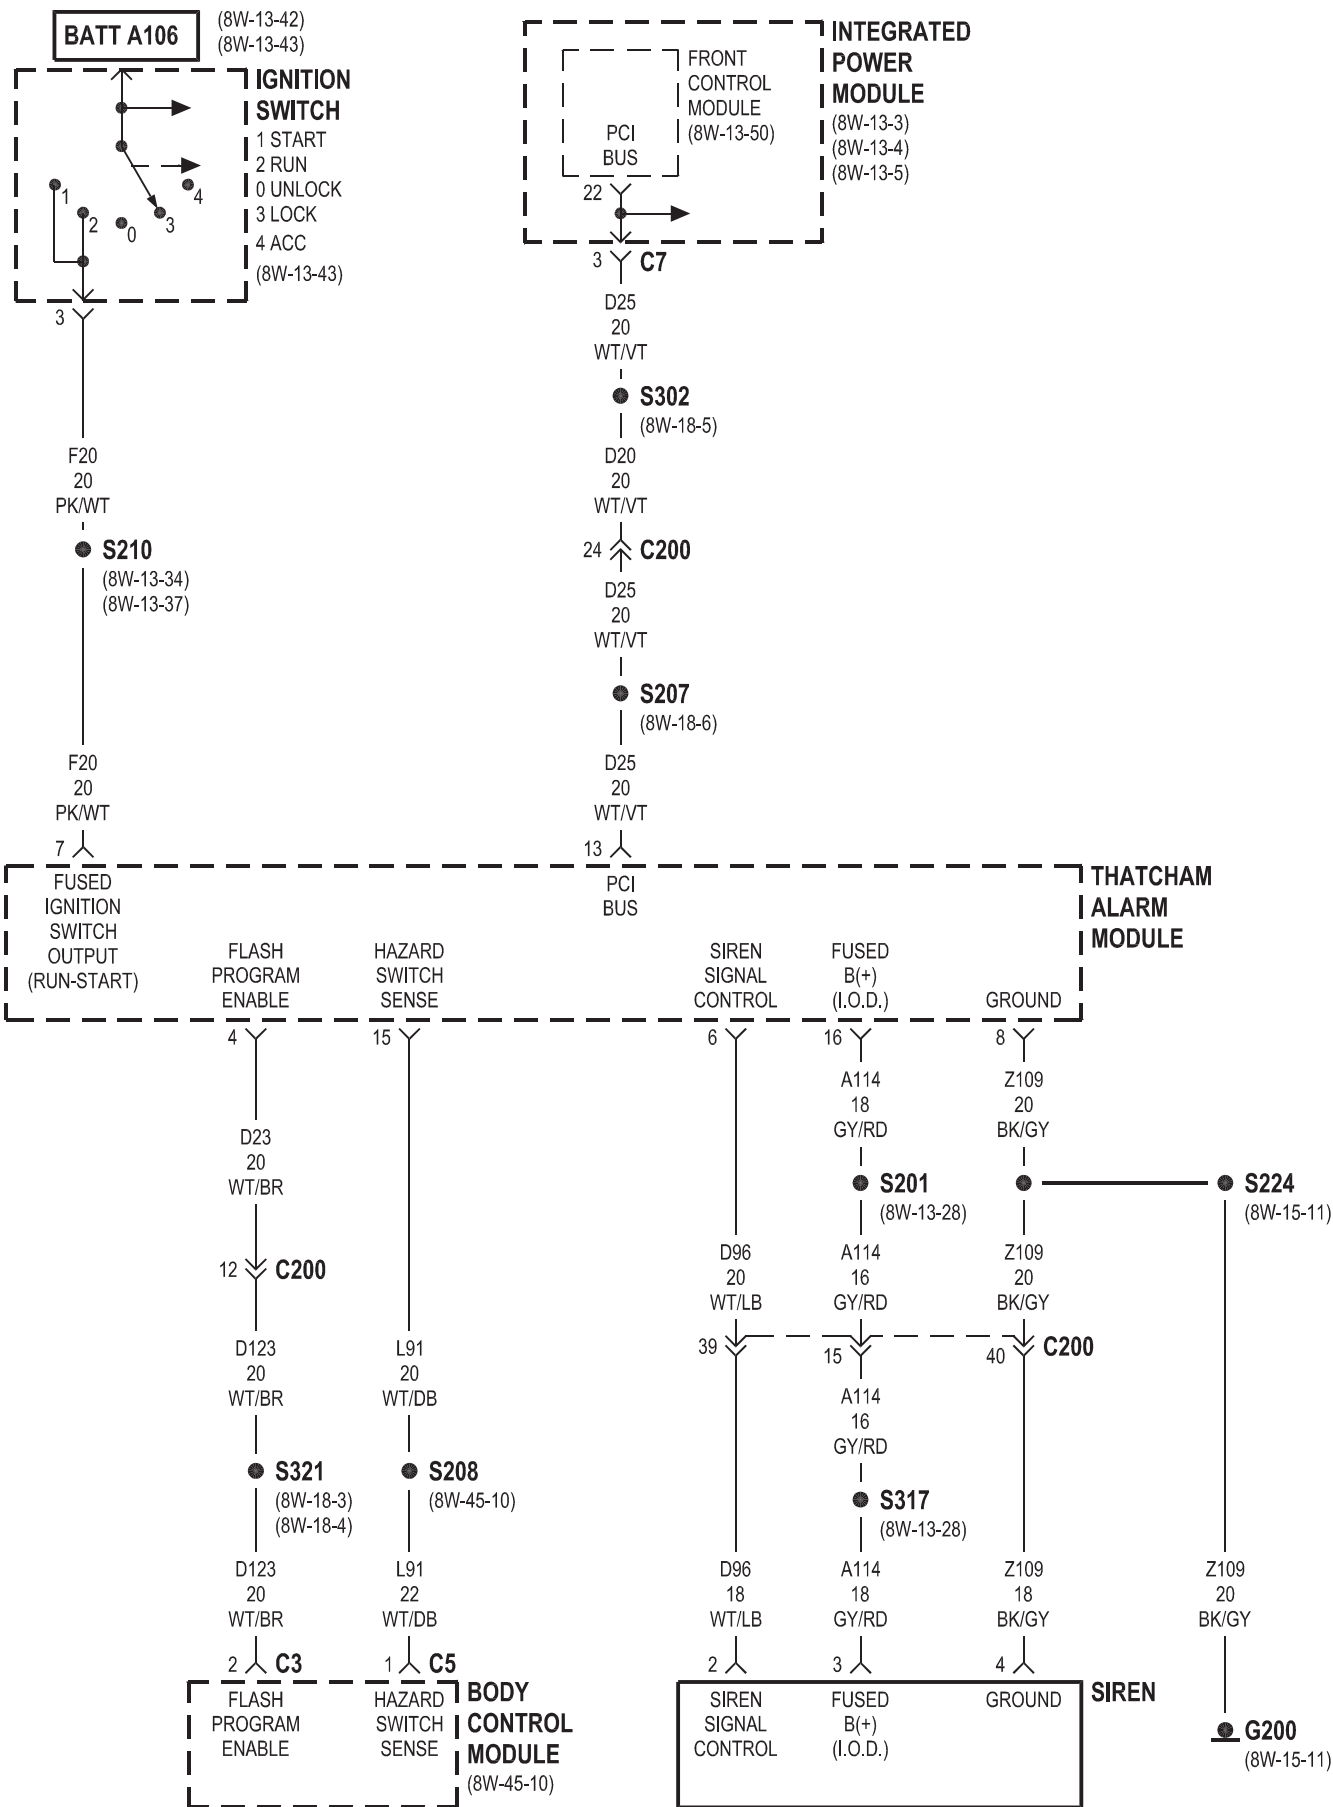 BATT A106
(8W-13-42)
(8W-13-43)
IGNITION
SWITCH
1 START
2 RUN
0 UNLOCK
3 LOCK
4 ACC
(8W-13-43)
1
2
0
3
4
3
INTEGRATED
POWER
MODULE
(8W-13-3)
(8W-13-4)
(8W-13-5)
FRONT
CONTROL
MODULE
(8W-13-50)
PCI
BUS
22
3 C7
D25
20
WT/VT
S302
(8W-18-5)
D20
20
WT/VT
24 C200
D25
20
WT/VT
S207
(8W-18-6)
D25
20
WT/VT
13
F20
20
PK/WT
S210
(8W-13-34)
(8W-13-37)
F20
20
PK/WT
7
THATCHAM
ALARM
MODULE
FUSED
IGNITION
SWITCH
OUTPUT
(RUN-START)
PCI
BUS
FLASH
PROGRAM
ENABLE
HAZARD
SWITCH
SENSE
SIREN
SIGNAL
CONTROL
FUSED
B(+)
(I.O.D.)
GROUND
4
15
6
16
8
D23
20
WT/BR
12 C200
D123
20
WT/BR
S321
(8W-18-3)
(8W-18-4)
D123
20
WT/BR
2 C3
L91
20
WT/DB
S208
(8W-45-10)
L91
22
WT/DB
1 C5
FLASH
PROGRAM
ENABLE
HAZARD
SWITCH
SENSE
BODY
CONTROL
MODULE
(8W-45-10)
D96
20
WT/LB
39
D96
18
WT/LB
2
A114
18
GY/RD
S201
(8W-13-28)
A114
16
GY/RD
15
A114
16
GY/RD
S317
(8W-13-28)
A114
18
GY/RD
3
Z109
20
BK/GY
S224
(8W-15-11)
Z109
20
BK/GY
40 C200
Z109
18
BK/GY
4
Z109
20
BK/GY
G200
(8W-15-11)
SIREN
SIREN
SIGNAL
CONTROL
FUSED
B(+)
(I.O.D.)
GROUND